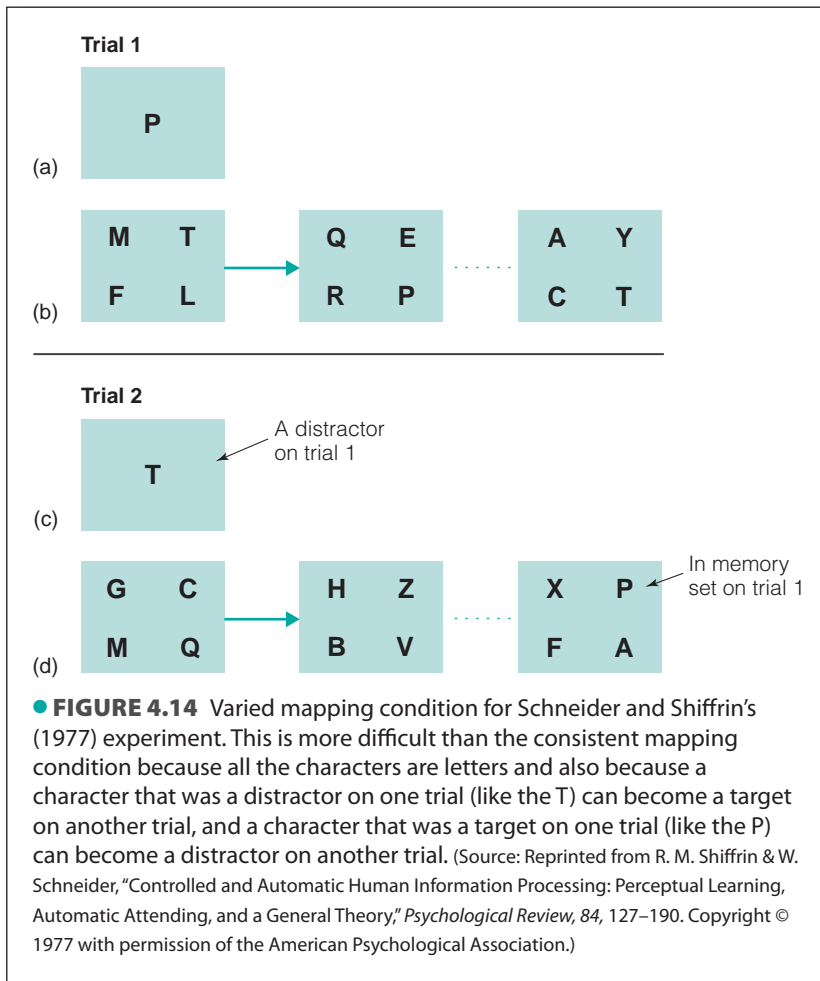 Trial 1
P
(a)
M T Q E A Y
F L R P C T
(b)
Trial 2
A distractor
on trial 1
T
(c)
G C H Z X P
In memory
set on trial 1
M Q B V F A
(d)
● FIGURE 4.14 Varied mapping condition for Schneider and Shiffrin’s
(1977) experiment. This is more difficult than the consistent mapping
condition because all the characters are letters and also because a
character that was a distractor on one trial (like the T) can become a target
on another trial, and a character that was a target on one trial (like the P)
can become a distractor on another trial. (Source: Reprinted from R. M. Shiffrin & W.
Schneider, “Controlled and Automatic Human Information Processing: Perceptual Learning,
Automatic Attending, and a General Theory,” Psychological Review, 84, 127–190. Copyright ©
1977 with permission of the American Psychological Association.)